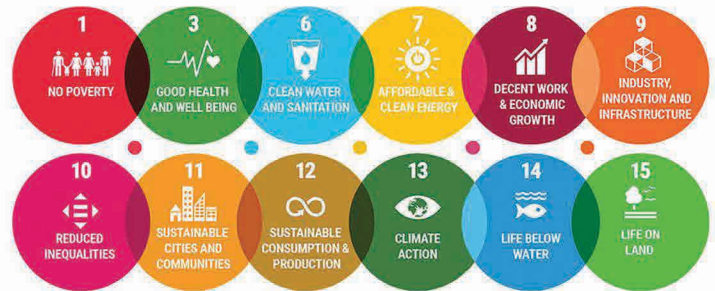 1
NO POVERTY
3
GOOD HEALTH
AND WELL BEING
6
CLEAN WATER
AND SANITATION
7
AFFORDABLE &
CLEAN ENERGY
8
DECENT WORK
& ECONOMIC
GROWTH
9
INDUSTRY,
INNOVATION AND
INFRASTRUCTURE
10
REDUCED
INEQUALITIES
11
SUSTAINABLE
CITIES AND
COMMUNITIES
12
SUSTAINABLE
CONSUMPTION &
PRODUCTION
13
CLIMATE
ACTION
14
LIFE BELOW
WATER
15
LIFE ON
LAND